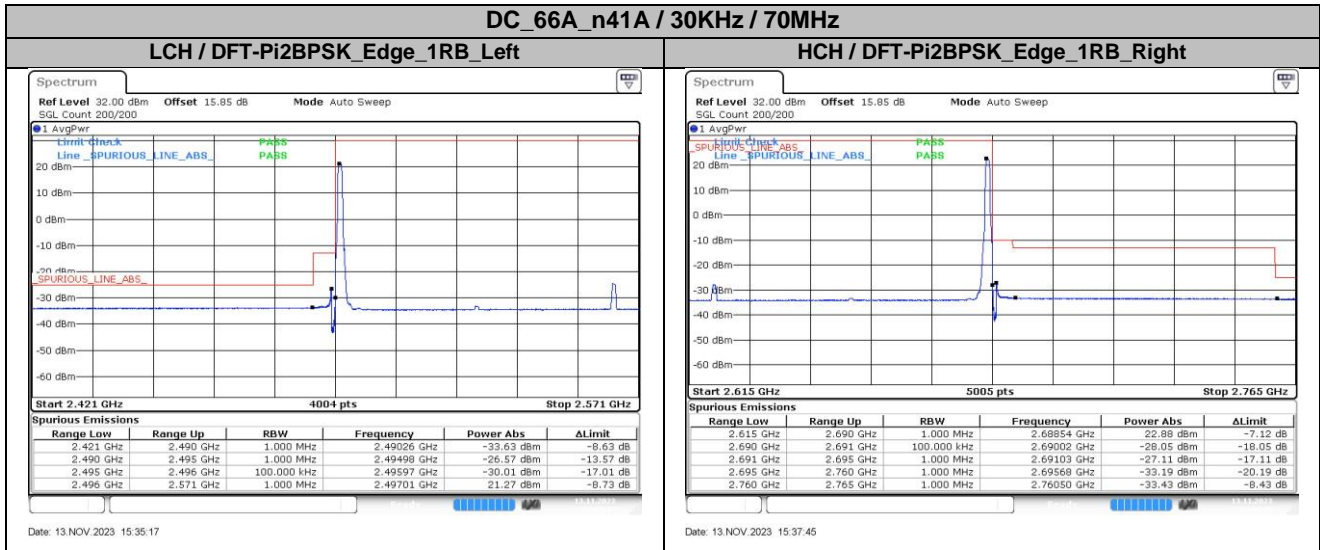 DC_66A_n41A / 30KHz / 70MHz
LCH / DFT-Pi2BPSK_Edge_1RB_Left
HCH / DFT-Pi2BPSK_Edge_1RB_Right
Spectrum
Ref Level 32.00 dBm Offset 15.85 dB Mode Auto Sweep
SGL Count 200/200
1 AvgPwr
Limit Check PASS
Line _SPURIOUS_LINE_ABS_ PASS
20 dBm
10 dBm
0 dBm
-10 dBm
-20 dBm
_SPURIOUS_LINE_ABS_
-30 dBm
-40 dBm
-50 dBm
-60 dBm
Start 2.421 GHz 4004 pts Stop 2.571 GHz
Spurious Emissions
Range Low Range Up RBW Frequency Power Abs ΔLimit
2.421 GHz 2.490 GHz 1.000 MHz 2.49026 GHz -33.63 dBm -8.63 dB
2.490 GHz 2.495 GHz 1.000 MHz 2.49498 GHz -26.57 dBm -13.57 dB
2.495 GHz 2.496 GHz 100.000 kHz 2.49597 GHz -30.01 dBm -17.01 dB
2.496 GHz 2.571 GHz 1.000 MHz 2.49701 GHz 21.27 dBm -8.73 dB
Date: 13.NOV.2023 15:35:17
Spectrum
Ref Level 32.00 dBm Offset 15.85 dB Mode Auto Sweep
SGL Count 200/200
1 AvgPwr
Limit Check PASS
_SPURIOUS_LINE_ABS_
Line _SPURIOUS_LINE_ABS_ PASS
20 dBm
10 dBm
0 dBm
-10 dBm
-20 dBm
-30 dBm
-40 dBm
-50 dBm
-60 dBm
Start 2.615 GHz 5005 pts Stop 2.765 GHz
Spurious Emissions
Range Low Range Up RBW Frequency Power Abs ΔLimit
2.615 GHz 2.690 GHz 1.000 MHz 2.68854 GHz 22.88 dBm -7.12 dB
2.690 GHz 2.691 GHz 100.000 kHz 2.69002 GHz -28.05 dBm -18.05 dB
2.691 GHz 2.695 GHz 1.000 MHz 2.69103 GHz -27.11 dBm -17.11 dB
2.695 GHz 2.760 GHz 1.000 MHz 2.69568 GHz -33.19 dBm -20.19 dB
2.760 GHz 2.765 GHz 1.000 MHz 2.76050 GHz -33.43 dBm -8.43 dB
Date: 13.NOV.2023 15:37:45